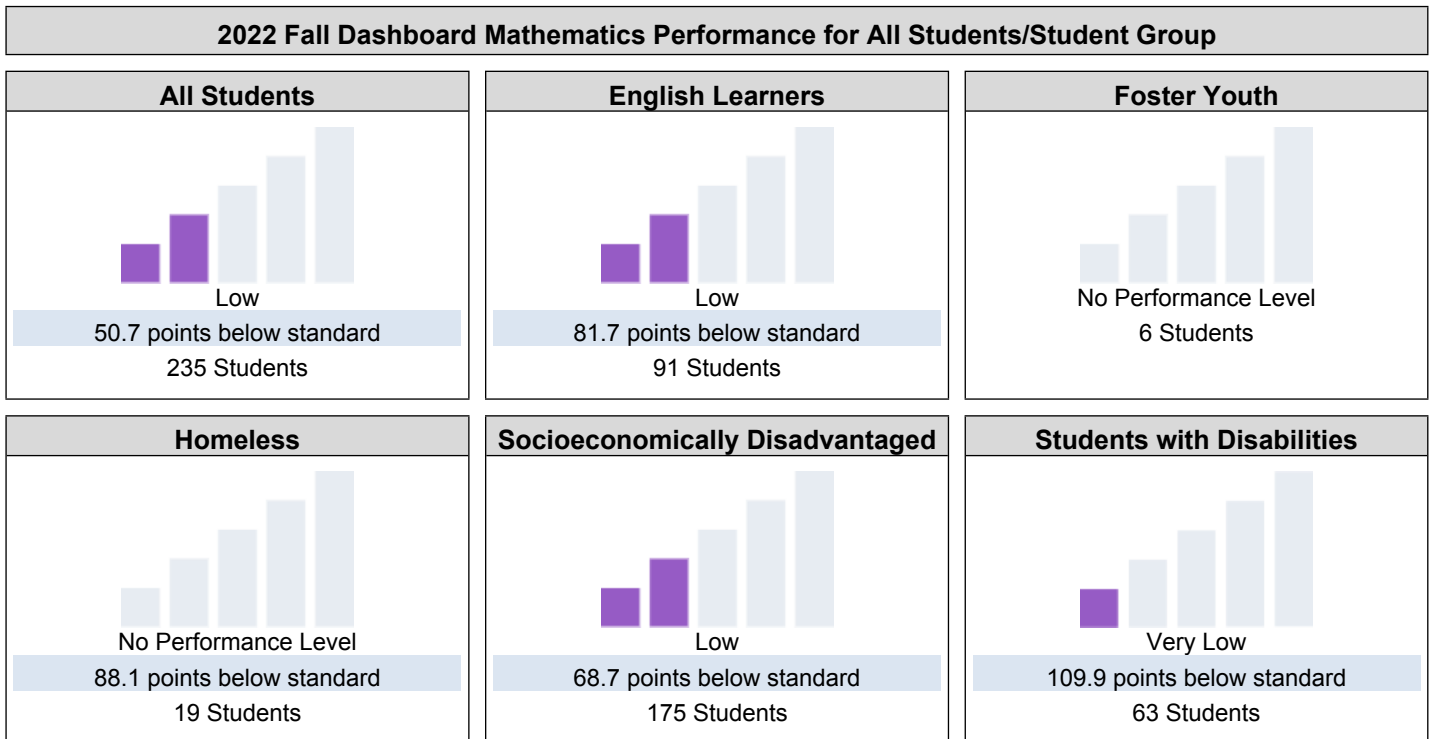 2022 Fall Dashboard Mathematics Performance for All Students/Student Group
All Students
Low
50.7 points below standard
235 Students
English Learners
Low
81.7 points below standard
91 Students
Foster Youth
No Performance Level
6 Students
Homeless
No Performance Level
88.1 points below standard
19 Students
Socioeconomically Disadvantaged
Low
68.7 points below standard
175 Students
Students with Disabilities
Very Low
109.9 points below standard
63 Students